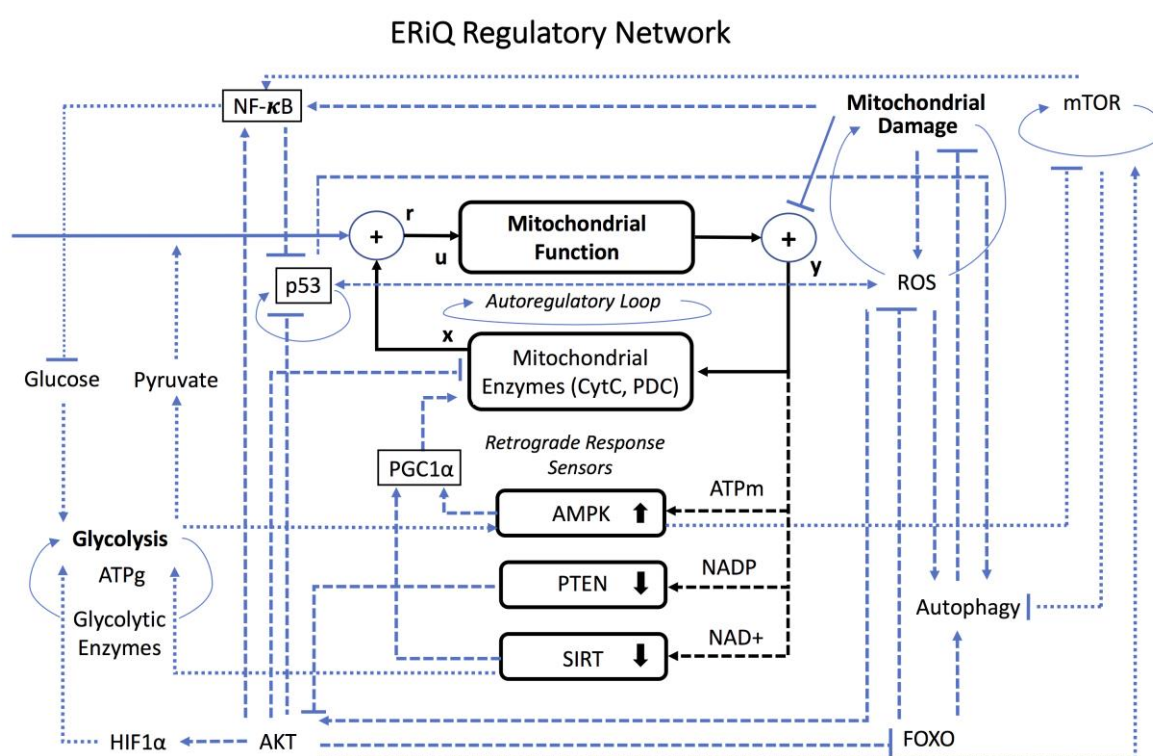 ERiQ Regulatory Network
NF-κB
Mitochondrial
Damage
mTOR
r
Mitochondrial
Function
+
+
u
y
p53
ROS
Autoregulatory Loop
x
Mitochondrial
Enzymes (CytC, PDC)
Glucose
Pyruvate
Retrograde Response
Sensors
PGC1α
ATPm
AMPK
Glycolysis
ATPg
NADP
PTEN
Glycolytic
Enzymes
Autophagy
NAD+
SIRT
HIF1α
AKT
FOXO